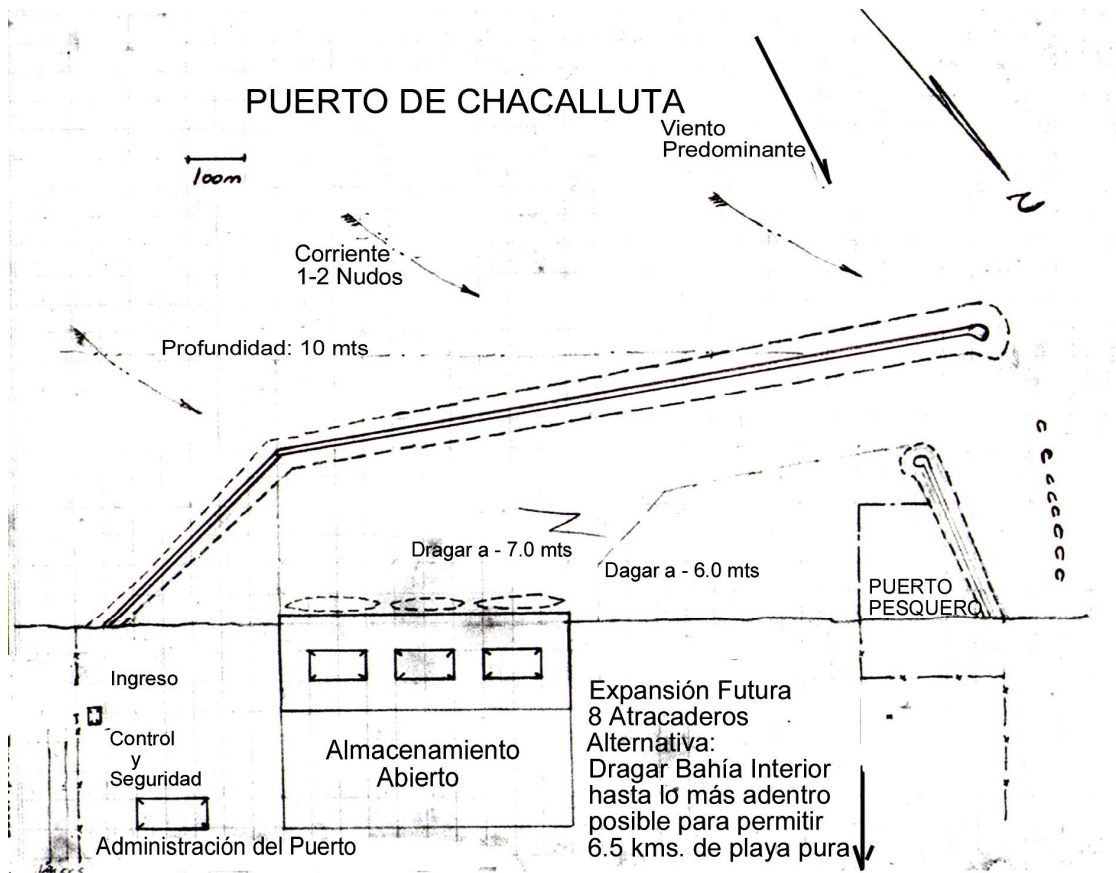 PUERTO DE CHACALLUTA
Viento
Predominante
100m
N
Corriente
1-2 Nudos
Profundidad: 10 mts
Dragar a - 7.0 mts
Dagar a - 6.0 mts
PUERTO
PESQUERO
Ingreso
Control
y
Seguridad
Almacenamiento
Abierto
Administración del Puerto
Expansión Futura
8 Atracaderos
Alternativa:
Dragar Bahía Interior
hasta lo más adentro
posible para permitir
6.5 kms. de playa pura